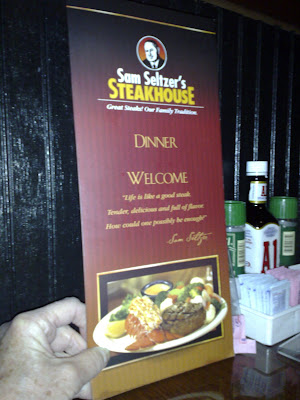 Sam Seltzer's
STEAKHOUSE
Great Steaks! Our Family Tradition.
DINNER
WELCOME
"Life is like a good steak.
Tender, delicious and full of flavor.
How could one possibly be enough!"
Sam Seltzer
A1